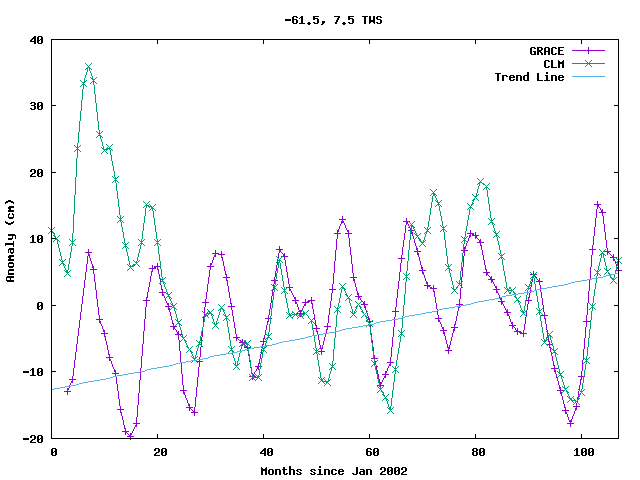 -61.5, 7.5 TWS
GRACE
CLM
Trend Line
40
30
20
10
0
-10
-20
Anomaly (cm)
0 20 40 60 80 100
Months since Jan 2002